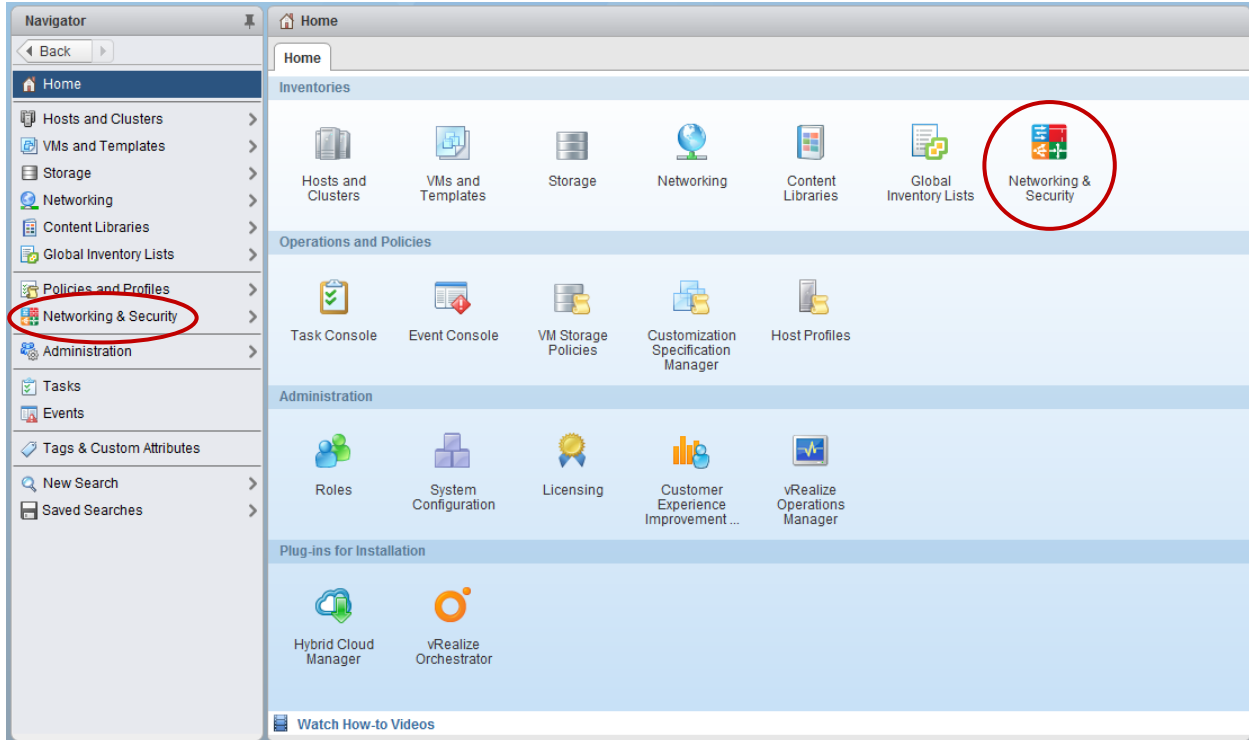 Navigator
Back
Home
Hosts and Clusters
VMs and Templates
Storage
Networking
Content Libraries
Global Inventory Lists
Policies and Profiles
Networking & Security
Administration
Tasks
Events
Tags & Custom Attributes
New Search
Saved Searches
Home
Home
Inventories
Hosts and
Clusters
VMs and
Templates
Storage
Networking
Content
Libraries
Global
Inventory Lists
Networking &
Security
Operations and Policies
Task Console
Event Console
VM Storage
Policies
Customization
Specification
Manager
Host Profiles
Administration
Roles
System
Configuration
Licensing
Customer
Experience
Improvement ...
vRealize
Operations
Manager
Plug-ins for Installation
Hybrid Cloud
Manager
vRealize
Orchestrator
Watch How-to Videos